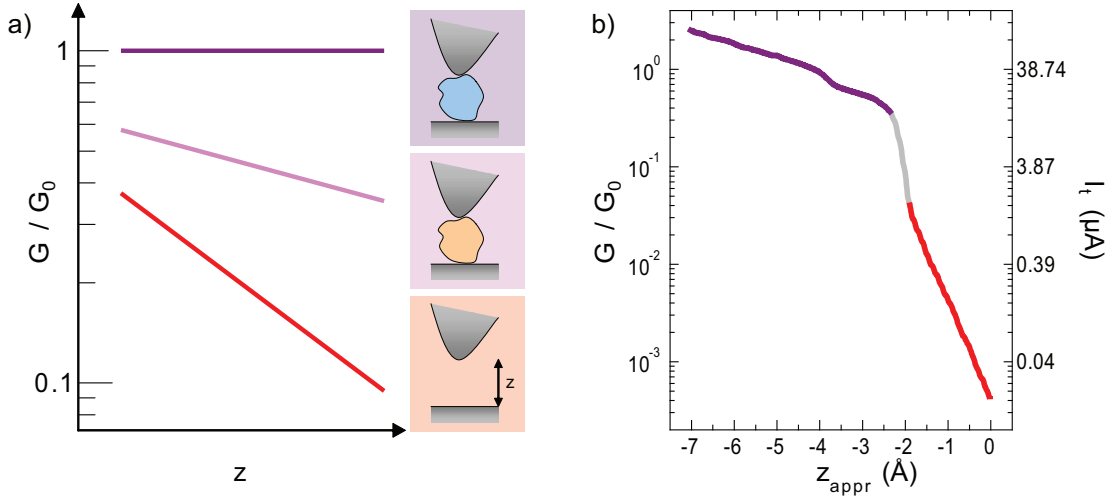 a)
1
G / G0
0.1
z
z
b)
10^0
10^-1
10^-2
10^-3
G / G0
-7 -6 -5 -4 -3 -2 -1 0
zappr (Å)
38.74
3.87
0.39
0.04
It (μA)